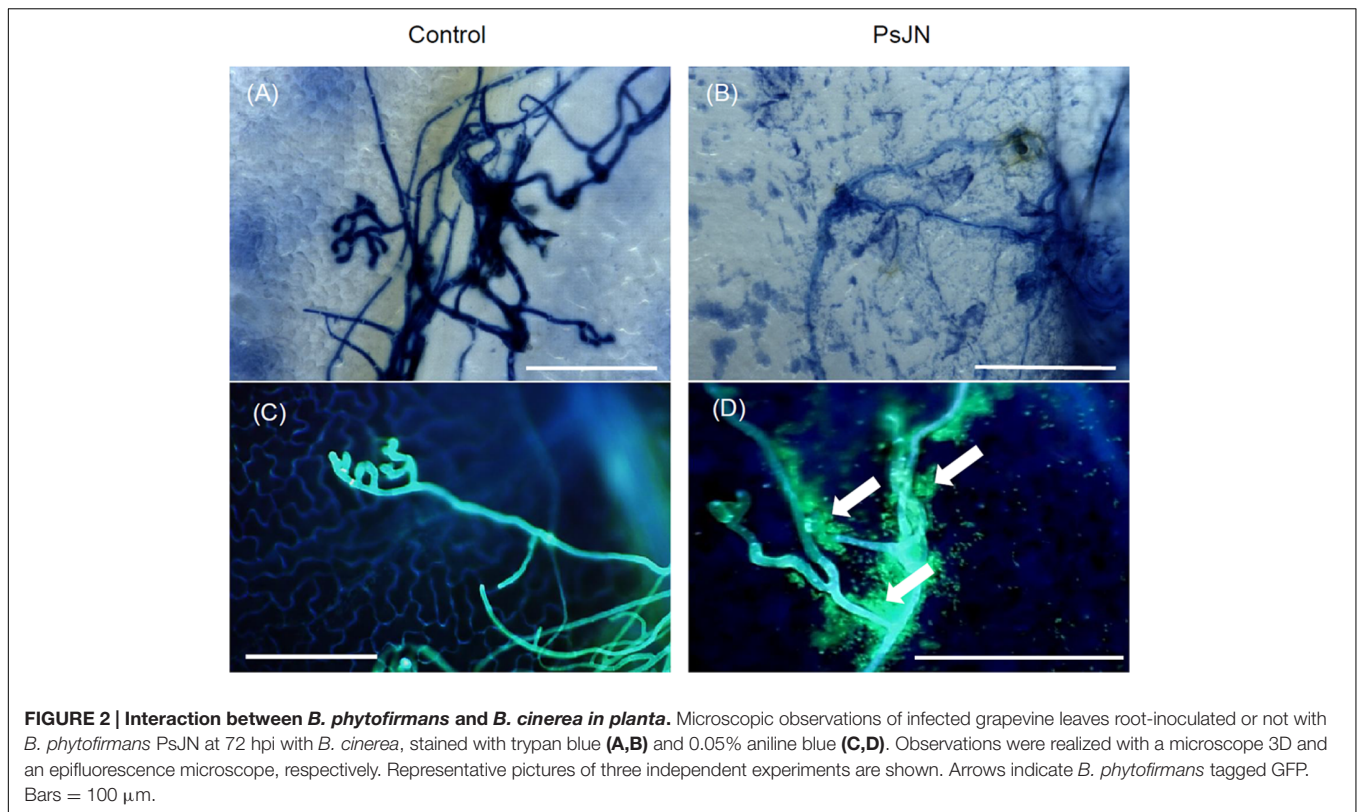 Control
PsJN
(A)
(B)
(C)
(D)
FIGURE 2 | Interaction between B. phytofirmans and B. cinerea in planta. Microscopic observations of infected grapevine leaves root-inoculated or not with
B. phytofirmans PsJN at 72 hpi with B. cinerea, stained with trypan blue (A,B) and 0.05% aniline blue (C,D). Observations were realized with a microscope 3D and
an epifluorescence microscope, respectively. Representative pictures of three independent experiments are shown. Arrows indicate B. phytofirmans tagged GFP.
Bars = 100 μm.